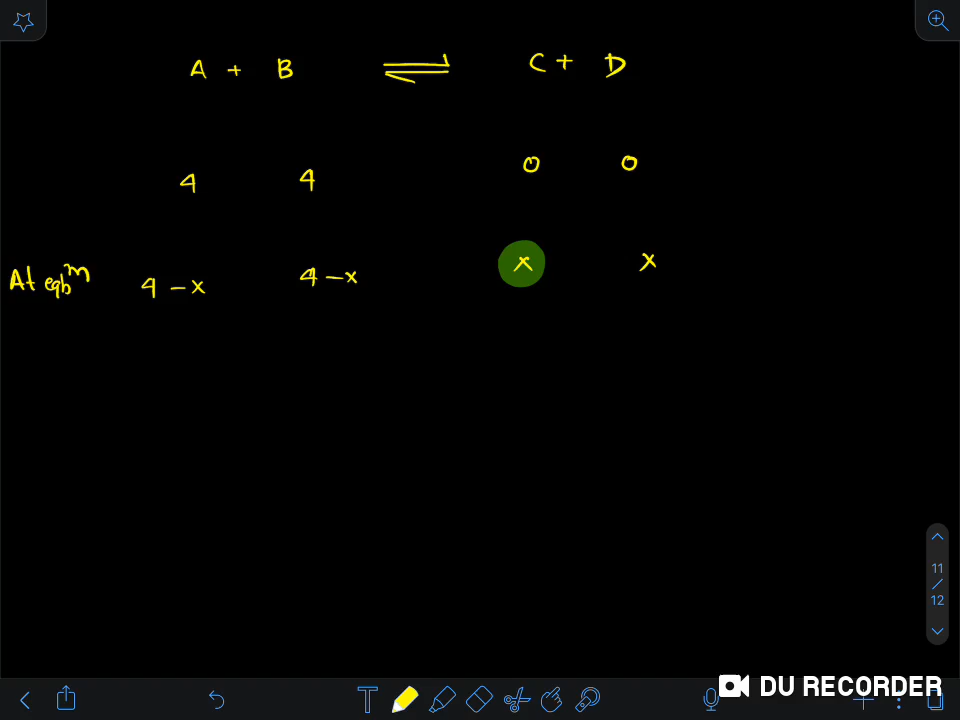 A + B ⇌ C + D
4 4 0 0
At eqbᵐ 4 – x 4 – x x x
11
/
12
T
DU RECORDER